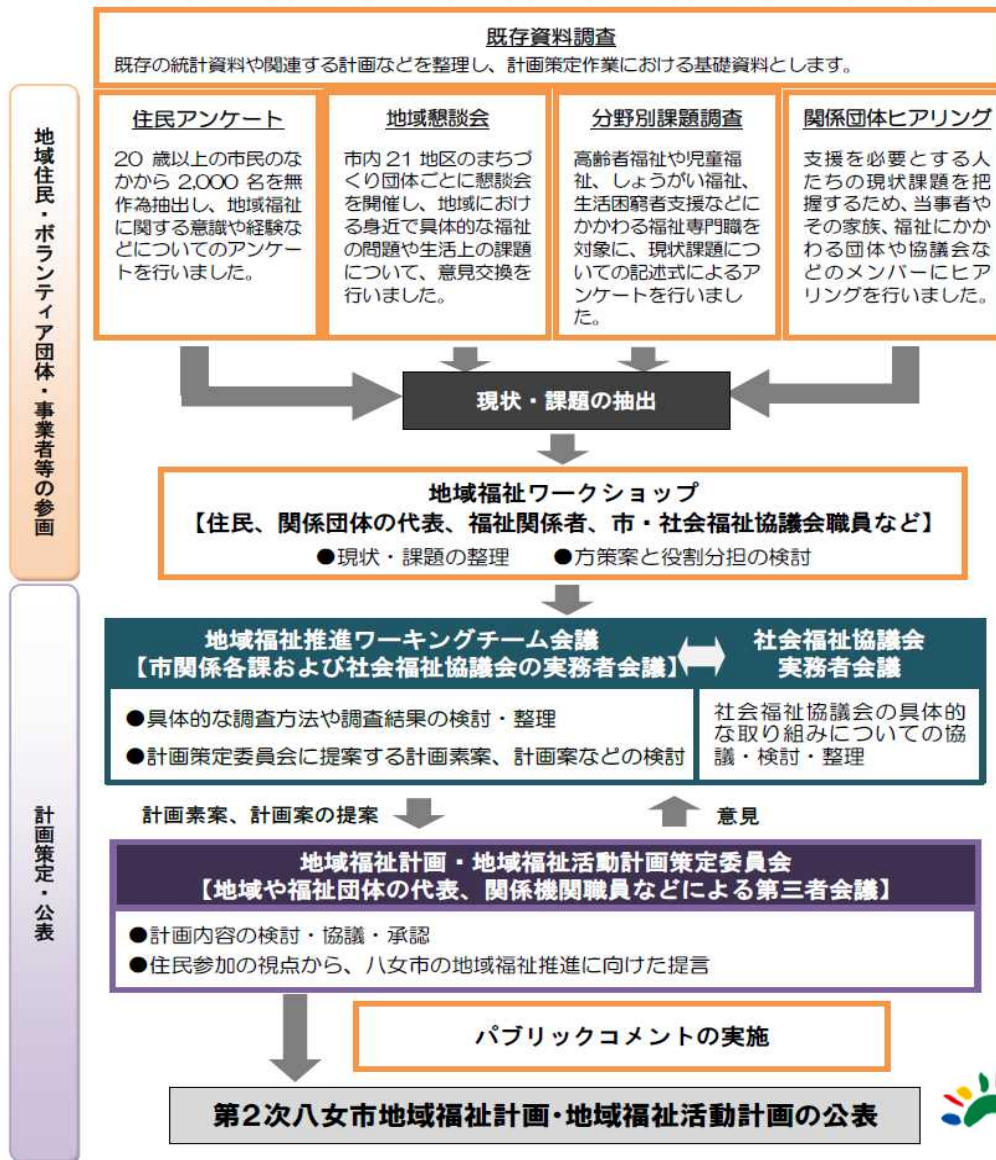 既存資料調査
既存の統計資料や関連する計画などを整理し、計画策定作業における基礎資料とします。
地域住民・ボランティア団体・事業者等の参画
住民アンケート
20 歳以上の市民のな
かから 2,000 名を無
作為抽出し、地域福祉
に関する意識や経験な
どについてのアンケー
トを行いました。
地域懇談会
市内 21 地区のまちづ
くり団体ごとに懇談会
を開催し、地域における
身近で具体的な福祉
の問題や生活上の課題
について、意見交換を
行いました。
分野別課題調査
高齢者福祉や児童福
祉、しょうがい福祉、
生活困窮者支援などに
かかわる福祉専門職を
対象に、現状課題につ
いての記述式によるア
ンケートを行いまし
た。
関係団体ヒアリング
支援を必要とする人
たちの現状課題を把
握するため、当事者や
その家族、福祉にかか
わる団体や協議会な
どのメンバーにヒア
リングを行いました。
現状・課題の抽出
地域福祉ワークショップ
【住民、関係団体の代表、福祉関係者、市・社会福祉協議会職員など】
●現状・課題の整理 ●方策案と役割分担の検討
計画策定・公表
地域福祉推進ワーキングチーム会議
【市関係各課および社会福祉協議会の実務者会議】
●具体的な調査方法や調査結果の検討・整理
●計画策定委員会に提案する計画素案、計画案などの検討
社会福祉協議会
実務者会議
社会福祉協議会の具体的
な取り組みについての協
議・検討・整理
計画素案、計画案の提案
意見
地域福祉計画・地域福祉活動計画策定委員会
【地域や福祉団体の代表、関係機関職員などによる第三者会議】
●計画内容の検討・協議・承認
●住民参加の視点から、八女市の地域福祉推進に向けた提言
パブリックコメントの実施
第2次八女市地域福祉計画・地域福祉活動計画の公表